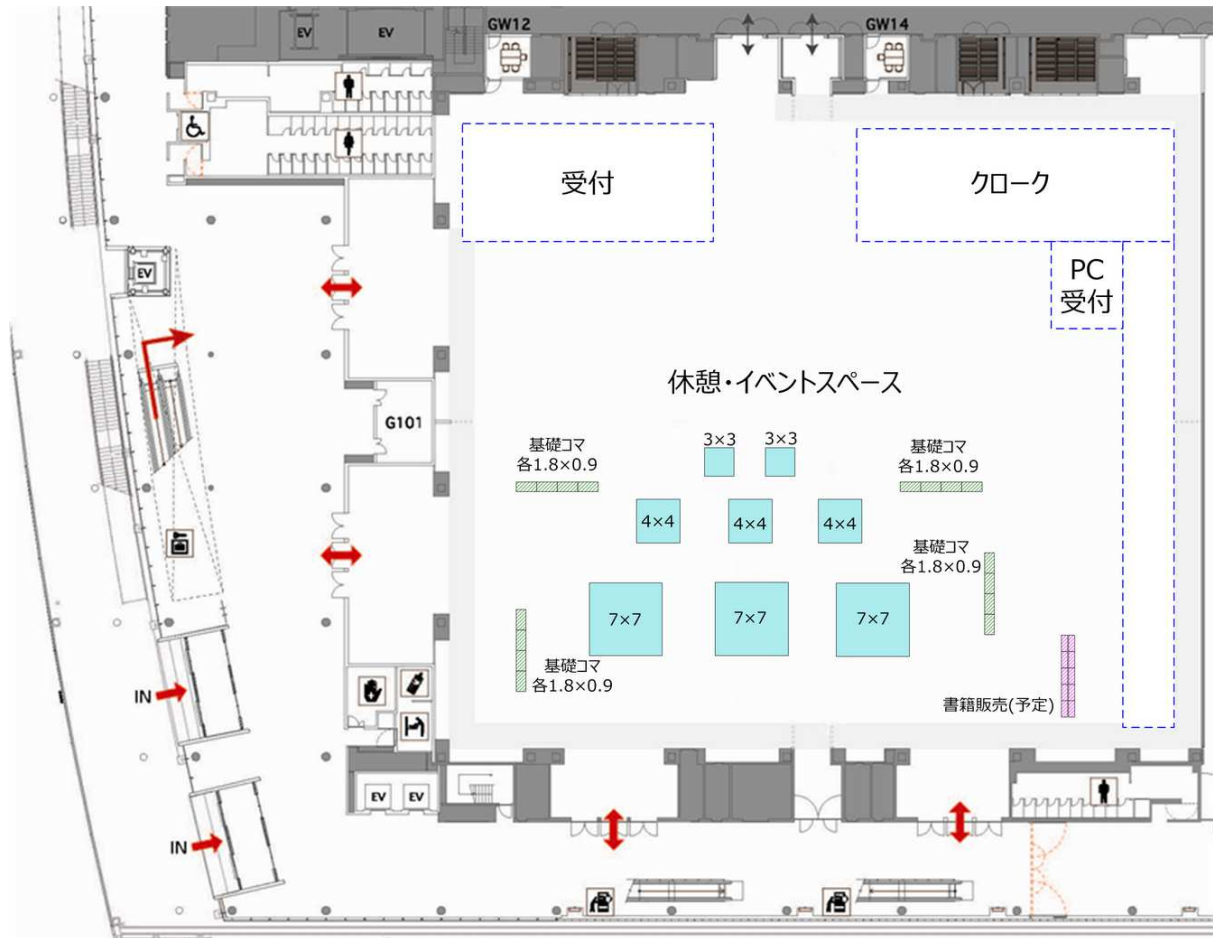 GW12
GW14
EV
EV
受付
クローク
EV
PC
受付
休憩・イベントスペース
G101
3×3
3×3
基礎コマ
各1.8×0.9
基礎コマ
各1.8×0.9
4×4
4×4
4×4
基礎コマ
各1.8×0.9
7×7
7×7
7×7
基礎コマ
各1.8×0.9
IN
書籍販売(予定)
EV
EV
IN